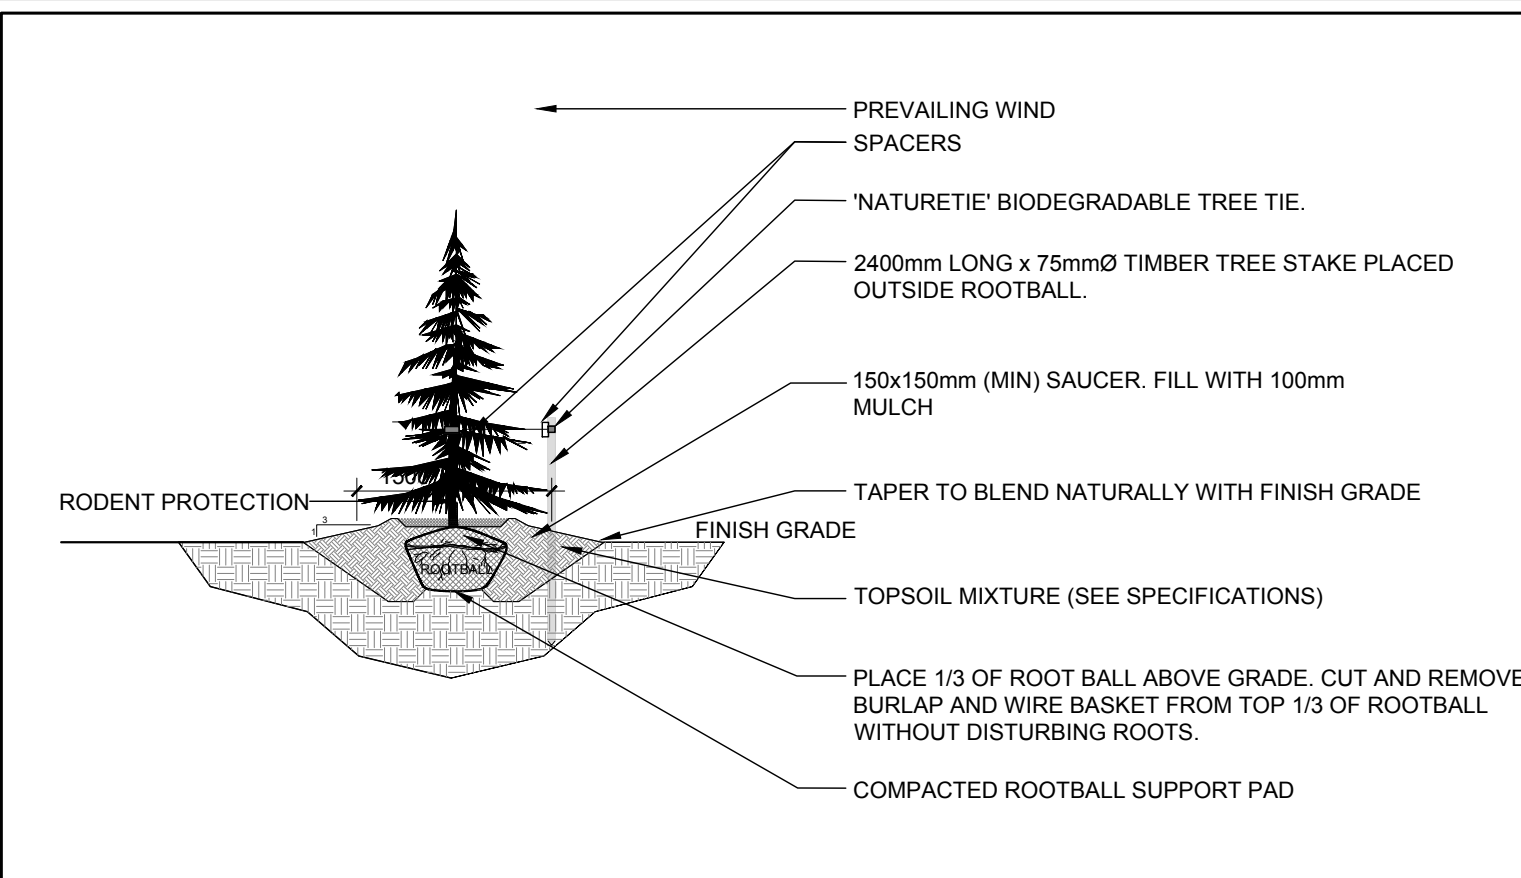 PREVAILING WIND
SPACERS
'NATURETIE' BIODEGRADABLE TREE TIE.
2400mm LONG x 75mmØ TIMBER TREE STAKE PLACED
OUTSIDE ROOTBALL.
150x150mm (MIN) SAUCER. FILL WITH 100mm
MULCH
1500
RODENT PROTECTION
TAPER TO BLEND NATURALLY WITH FINISH GRADE
3
1
FINISH GRADE
ROOTBALL
TOPSOIL MIXTURE (SEE SPECIFICATIONS)
PLACE 1/3 OF ROOT BALL ABOVE GRADE. CUT AND REMOVE
BURLAP AND WIRE BASKET FROM TOP 1/3 OF ROOTBALL
WITHOUT DISTURBING ROOTS.
COMPACTED ROOTBALL SUPPORT PAD